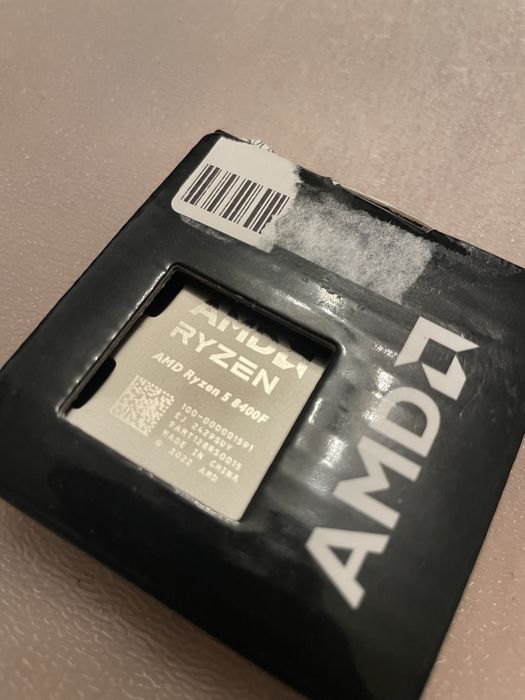 AMD
RYZEN
AMD Ryzen 5 8400F
100-000001591
MADE IN CHINA
© 2022 AMD
AMD